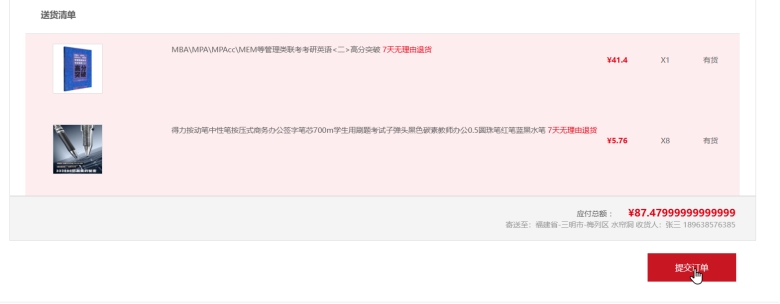 送货清单
MBA\MPA\MPAcc\MEM等管理类联考考研英语<二>高分突破 7天无理由退货
¥41.4 X1 有货
得力按动笔中性笔按压式商务办公签字笔芯700m学生用刷题考试子弹头黑色碳素教师办公0.5圆珠笔红笔蓝黑水笔 7天无理由退货
¥5.76 X8 有货
应付总额： ¥87.47999999999999
寄送至：福建省-三明市-梅列区 水帘洞 收货人：张三 189638576385
提交订单